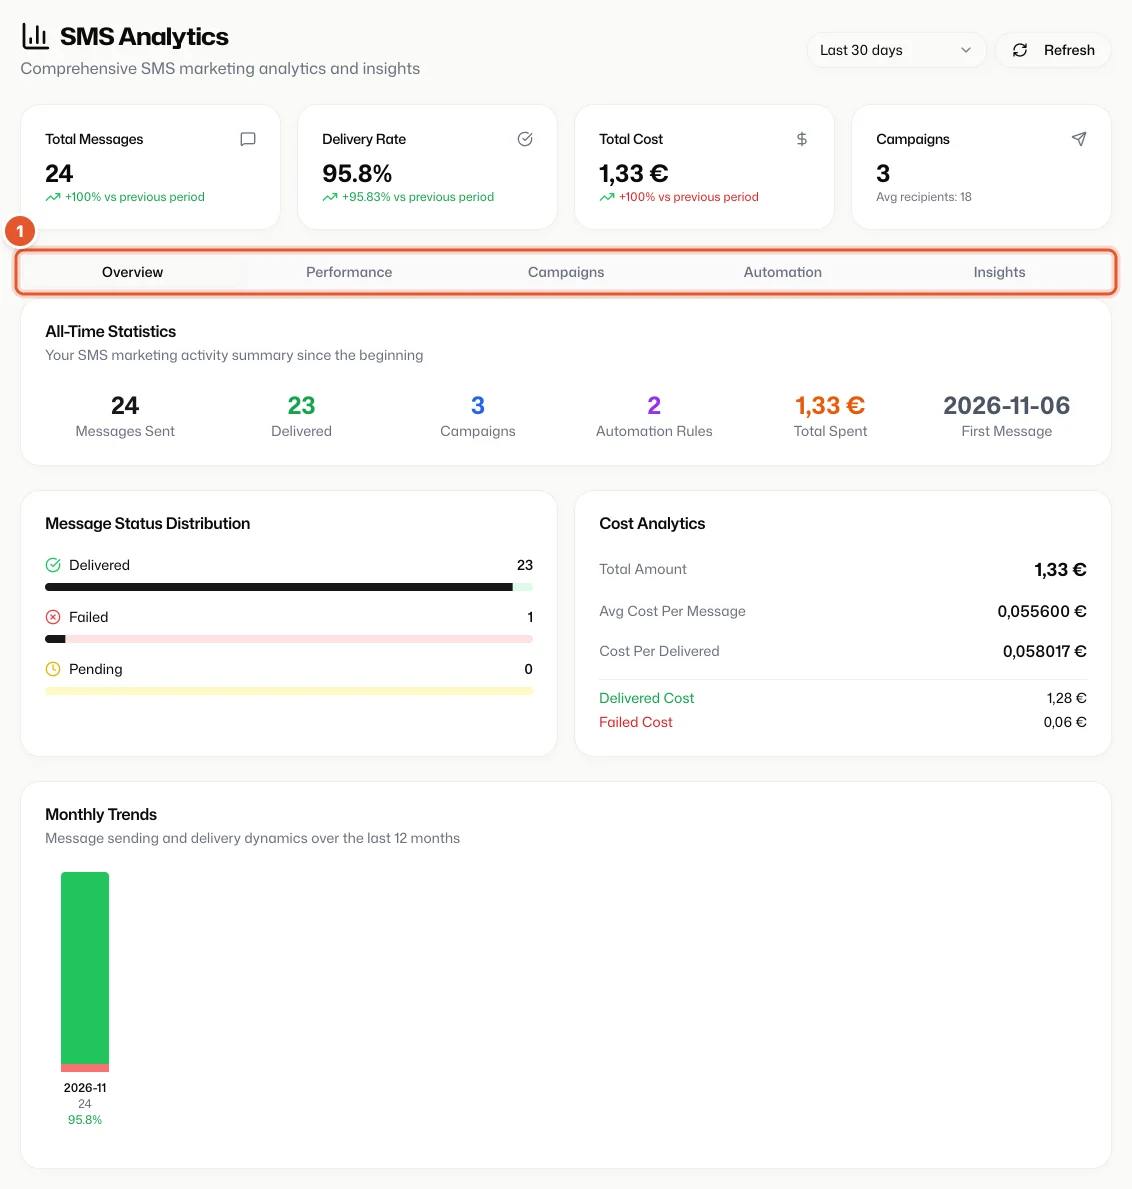 SMS Analytics
Comprehensive SMS marketing analytics and insights
Last 30 days
Refresh
Total Messages
24
+100% vs previous period
Delivery Rate
95.8%
+95.83% vs previous period
Total Cost
1,33 €
+100% vs previous period
Campaigns
3
Avg recipients: 18
1
Overview
Performance
Campaigns
Automation
Insights
All-Time Statistics
Your SMS marketing activity summary since the beginning
24
Messages Sent
23
Delivered
3
Campaigns
2
Automation Rules
1,33 €
Total Spent
2026-11-06
First Message
Message Status Distribution
Delivered 23
Failed 1
Pending 0
Cost Analytics
Total Amount 1,33 €
Avg Cost Per Message 0,055600 €
Cost Per Delivered 0,058017 €
Delivered Cost 1,28 €
Failed Cost 0,06 €
Monthly Trends
Message sending and delivery dynamics over the last 12 months
2026-11
24
95.8%